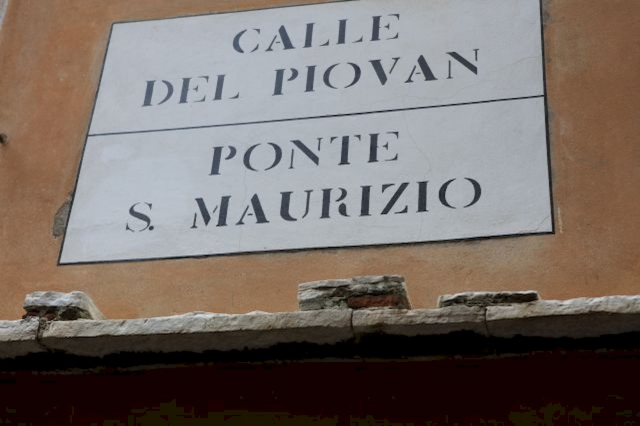 CALLE
DEL PIOVAN
PONTE
S. MAURIZIO